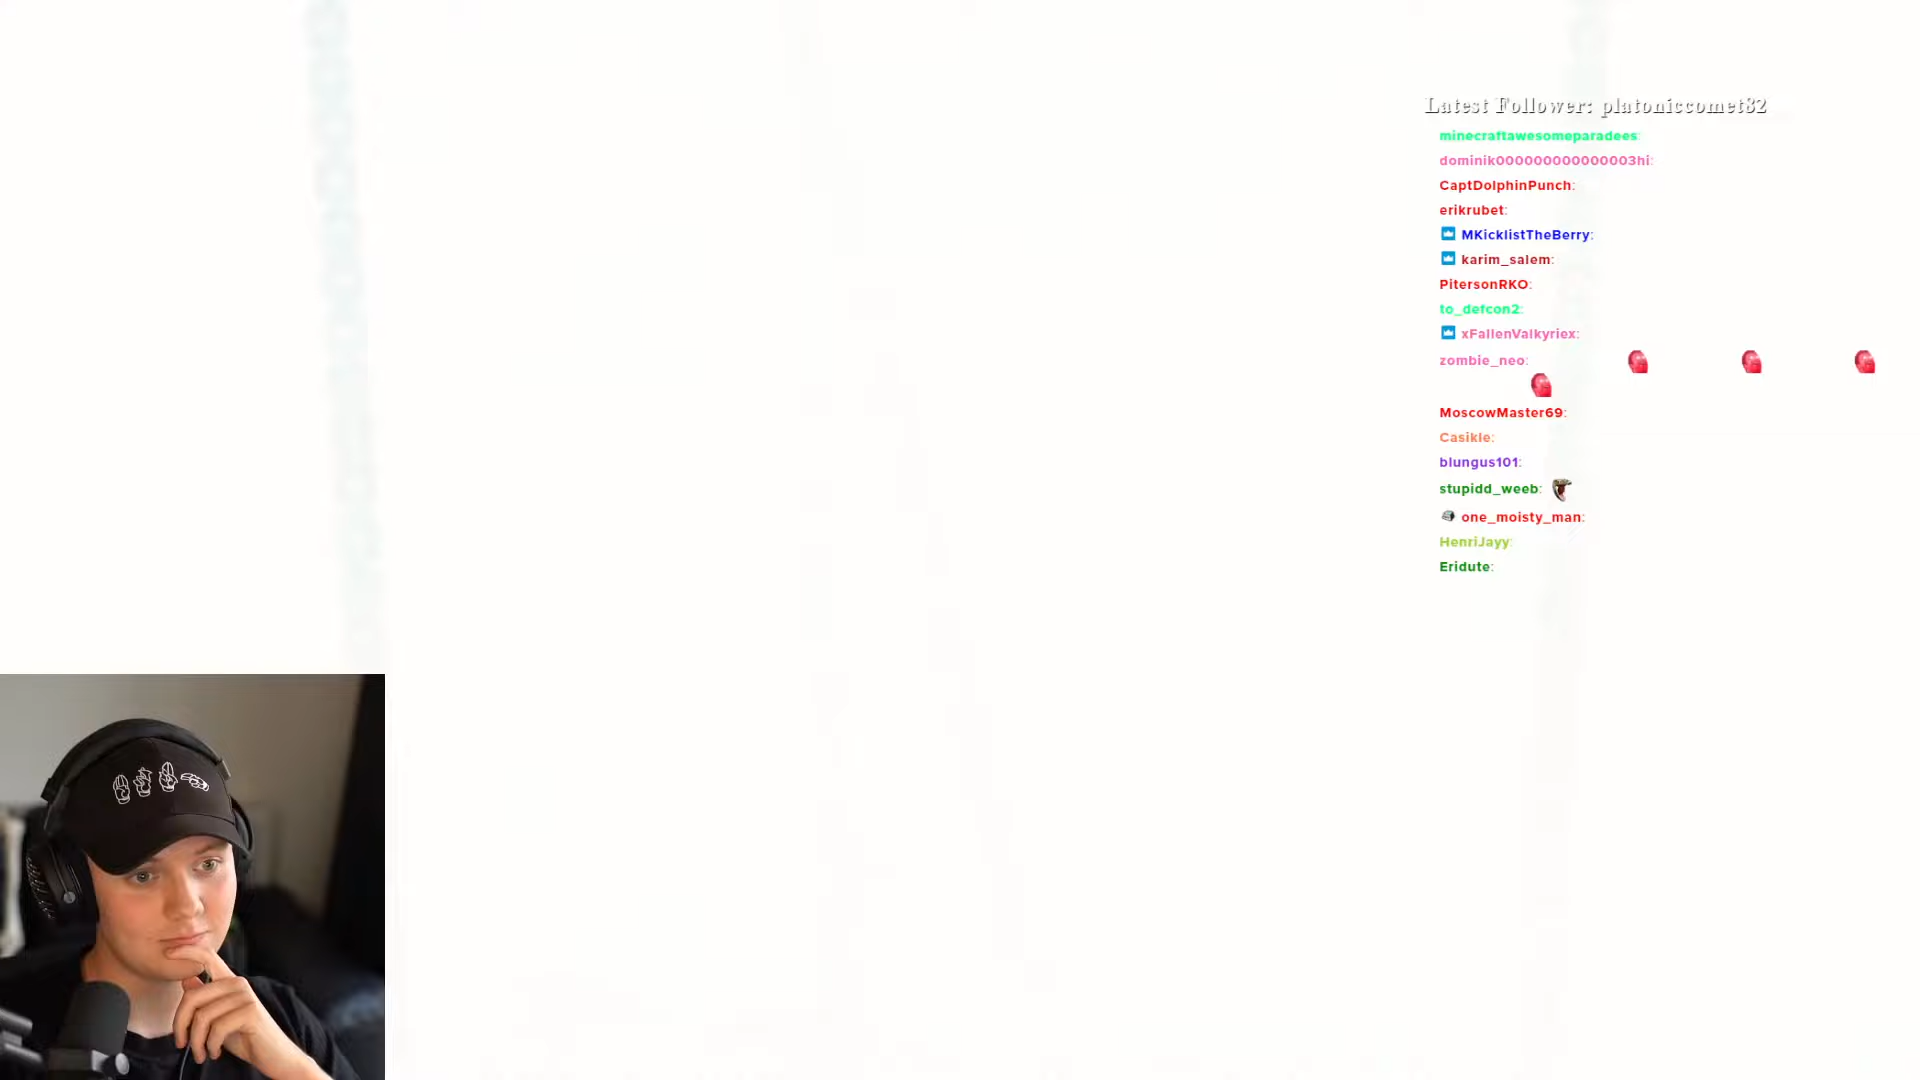 Latest Follower: platoniccomet82
minecraftawesomeparadees:
dominik000000000000003hi:
CaptDolphinPunch:
erikrubet:
MKicklistTheBerry:
karim_salem:
PitersonRKO:
to_defcon2:
xFallenValkyriex:
zombie_neo:
MoscowMaster69:
Casikle:
blungus101:
stupidd_weeb:
one_moisty_man:
HenriJayy:
Eridute: